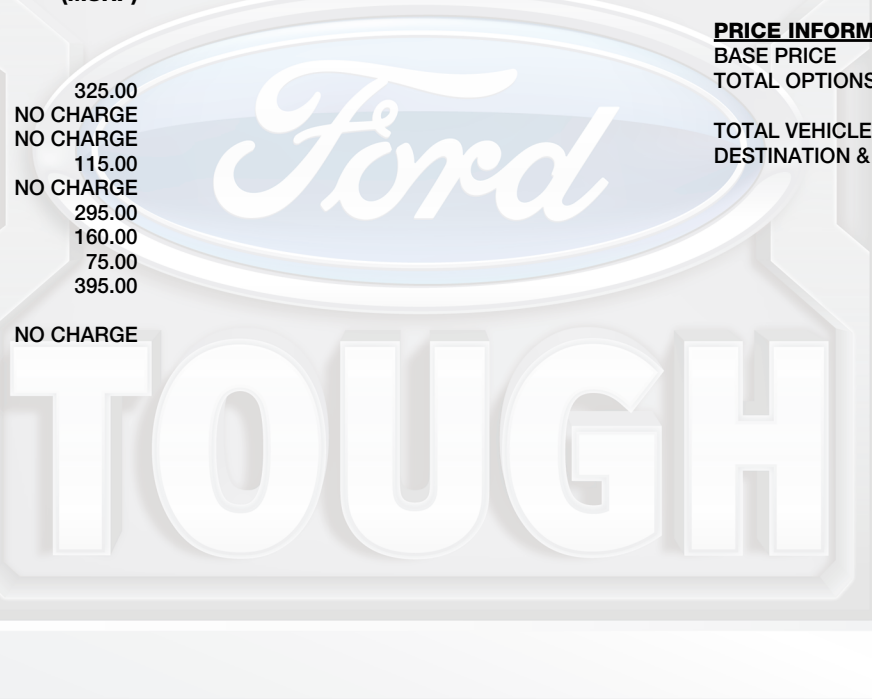 325.00
NO CHARGE
NO CHARGE
115.00
NO CHARGE
295.00
160.00
75.00
395.00
NO CHARGE
PRICE INFORM
BASE PRICE
TOTAL OPTIONS
TOTAL VEHICLE
DESTINATION &
Ford
TOUGH